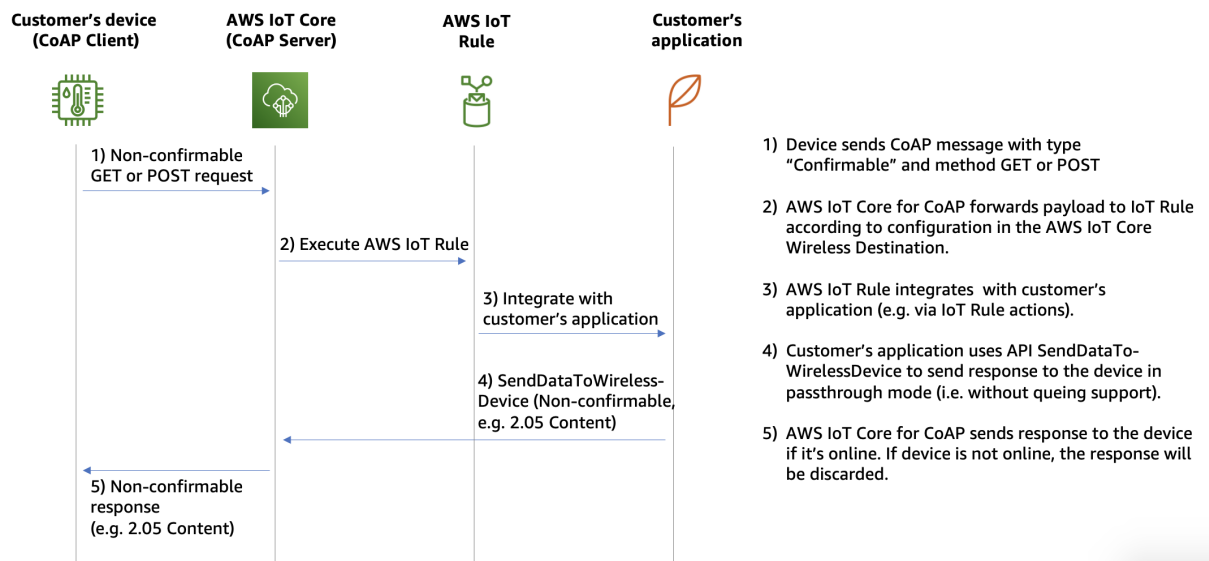 Customer's device
(CoAP Client)
AWS IoT Core
(CoAP Server)
AWS IoT
Rule
Customer's
application
1) Non-confirmable
GET or POST request
2) Execute AWS IoT Rule
3) Integrate with
customer's application
4) SendDataToWireless-
Device (Non-confirmable,
e.g. 2.05 Content)
5) Non-confirmable
response
(e.g. 2.05 Content)
1) Device sends CoAP message with type
“Confirmable” and method GET or POST
2) AWS IoT Core for CoAP forwards payload to IoT Rule
according to configuration in the AWS IoT Core
Wireless Destination.
3) AWS IoT Rule integrates  with customer's
application (e.g. via IoT Rule actions).
4) Customer's application uses API SendDataTo-
WirelessDevice to send response to the device in
passthrough mode (i.e. without queing support).
5) AWS IoT Core for CoAP sends response to the device
if it's online. If device is not online, the response will
be discarded.